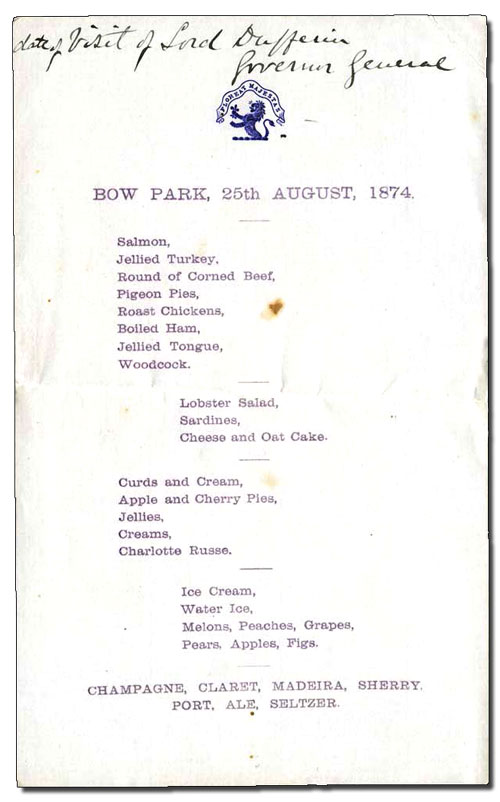 date of Visit of Lord Dufferin
Governor General
FLOREAT MAJESTAS
BOW PARK, 25th AUGUST, 1874.
Salmon,
Jellied Turkey,
Round of Corned Beef,
Pigeon Pies,
Roast Chickens,
Boiled Ham,
Jellied Tongue,
Woodcock.
Lobster Salad,
Sardines,
Cheese and Oat Cake.
Curds and Cream,
Apple and Cherry Pies,
Jellies,
Creams,
Charlotte Russe.
Ice Cream,
Water Ice,
Melons, Peaches, Grapes,
Pears, Apples, Figs.
CHAMPAGNE, CLARET, MADEIRA, SHERRY.
PORT, ALE, SELTZER.